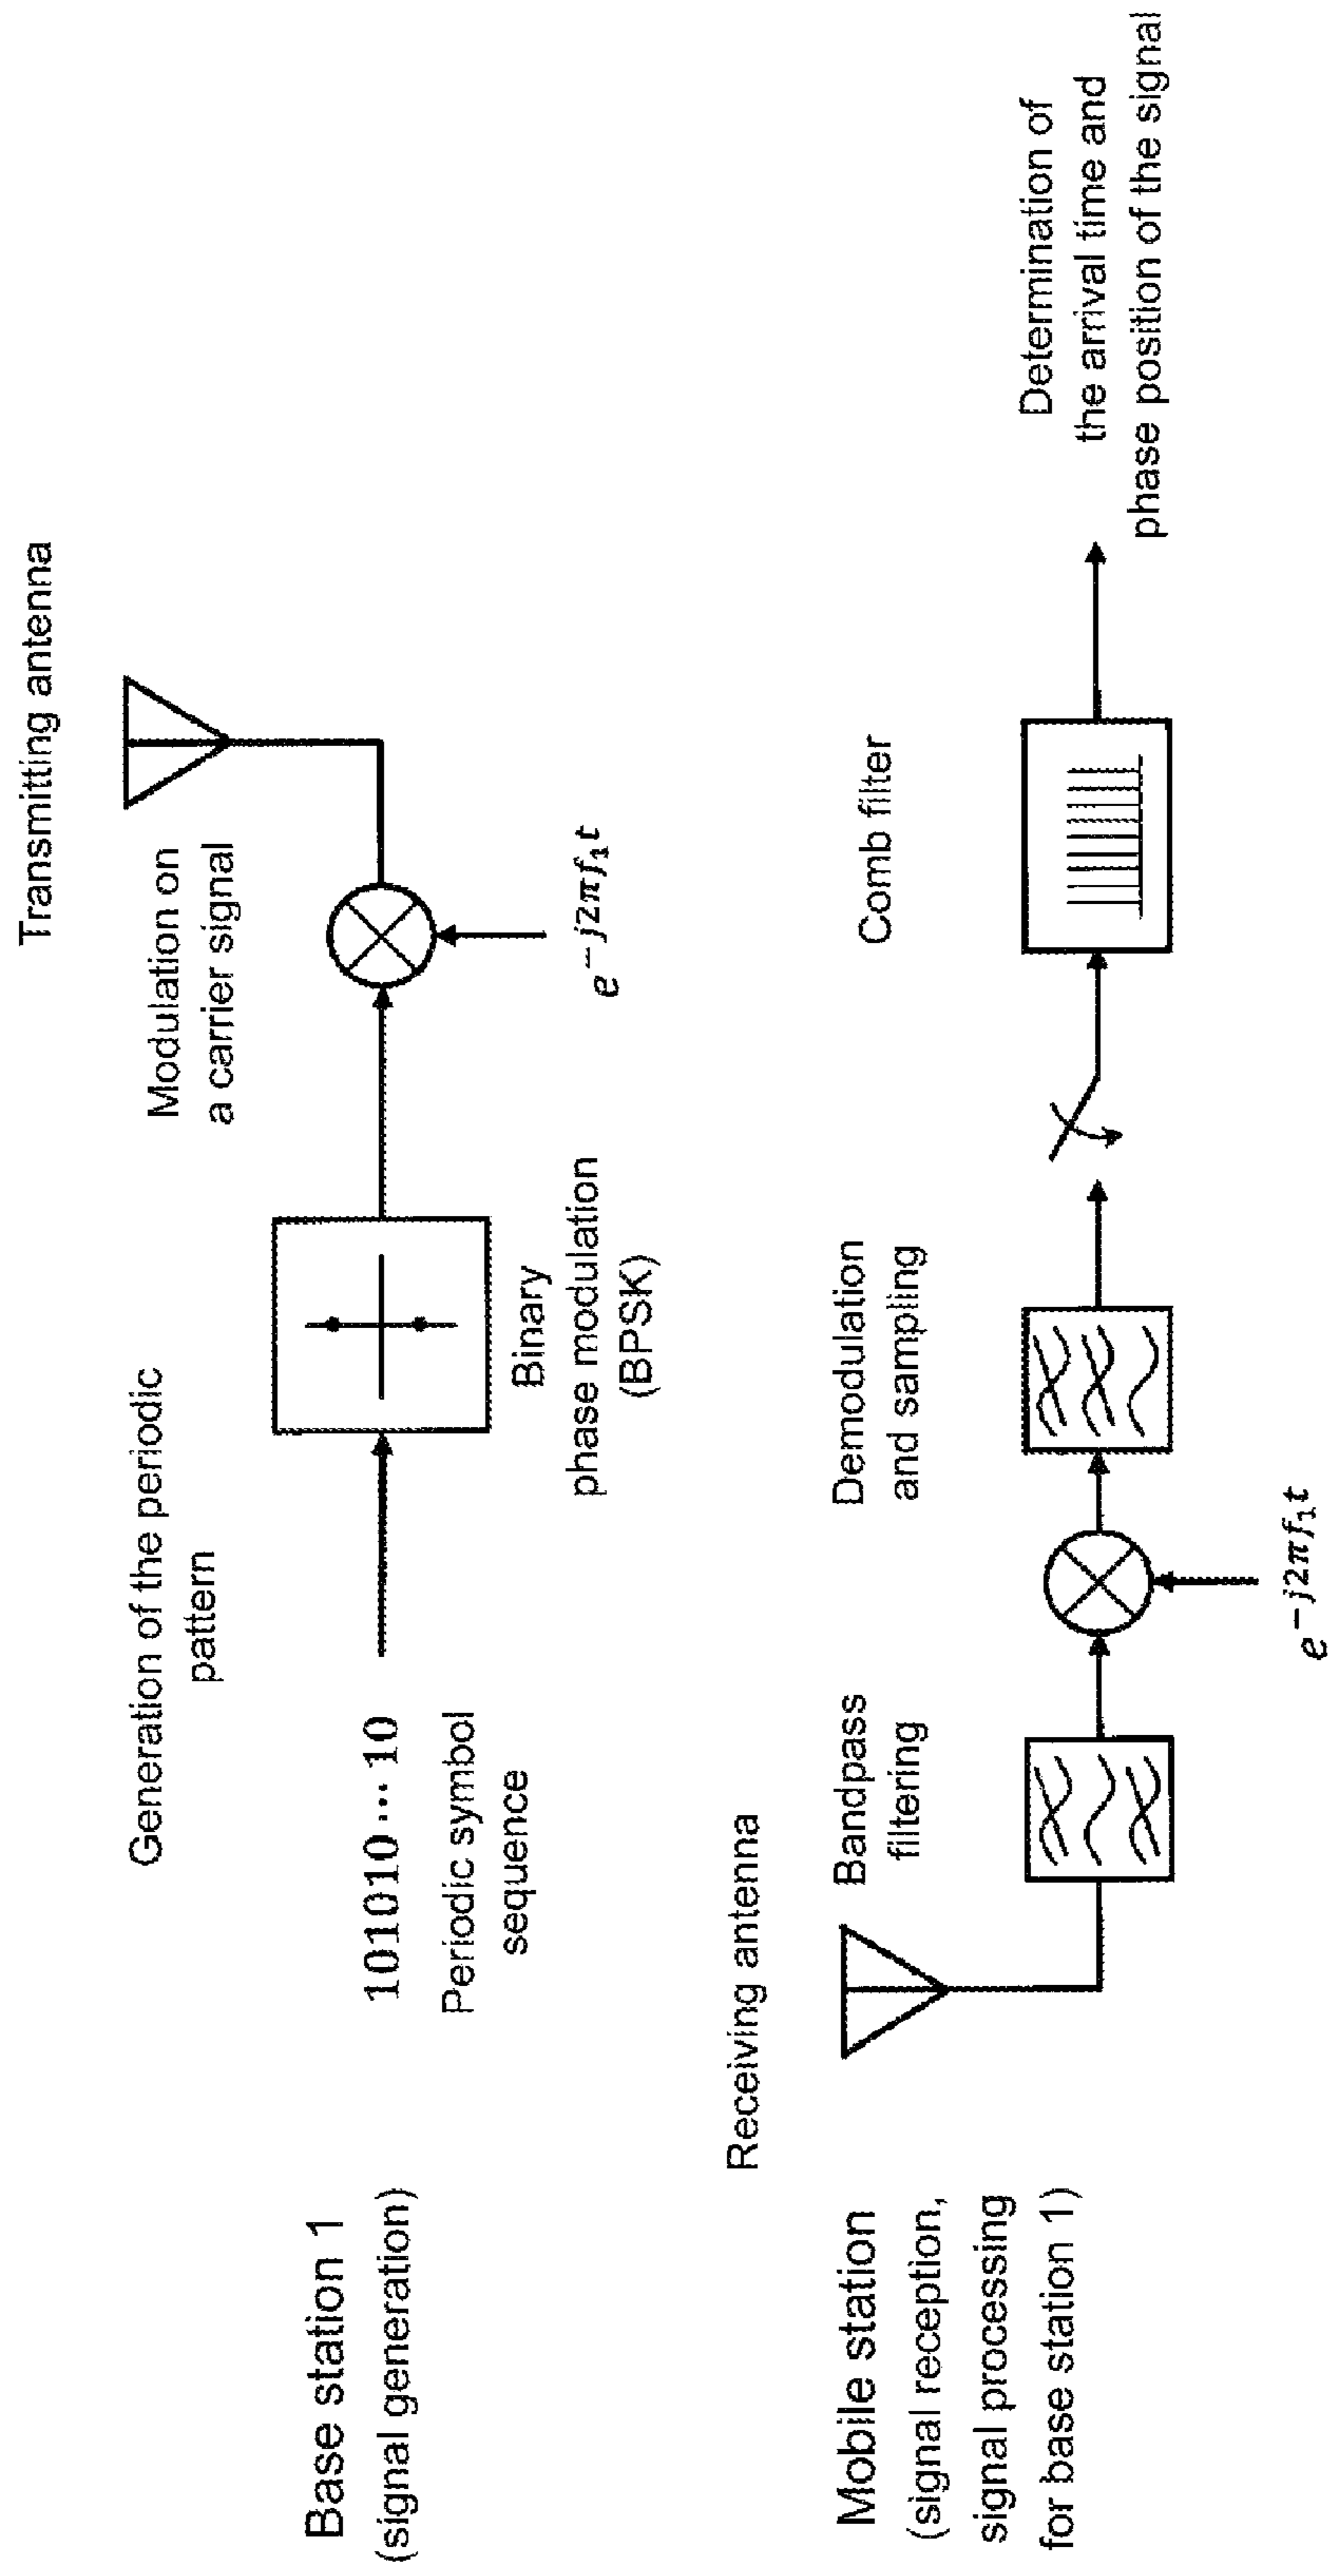 Transmitting antenna
Generation of the periodic
pattern
Modulation on
a carrier signal
Base station 1
(signal generation)
101010 ⋯ 10
Periodic symbol
sequence
Binary
phase modulation
(BPSK)
e^{-j2πf₁t}
Receiving antenna
Mobile station
(signal reception,
signal processing
for base station 1)
Bandpass
filtering
Demodulation
and sampling
Comb filter
e^{-j2πf₁t}
Determination of
the arrival time and
phase position of the signal